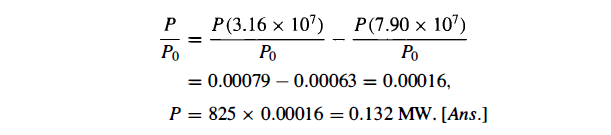 P/P₀ = P(3.16 × 10⁷)/P₀ − P(7.90 × 10⁷)/P₀
= 0.00079 − 0.00063 = 0.00016,
P = 825 × 0.00016 = 0.132 MW. [Ans.]